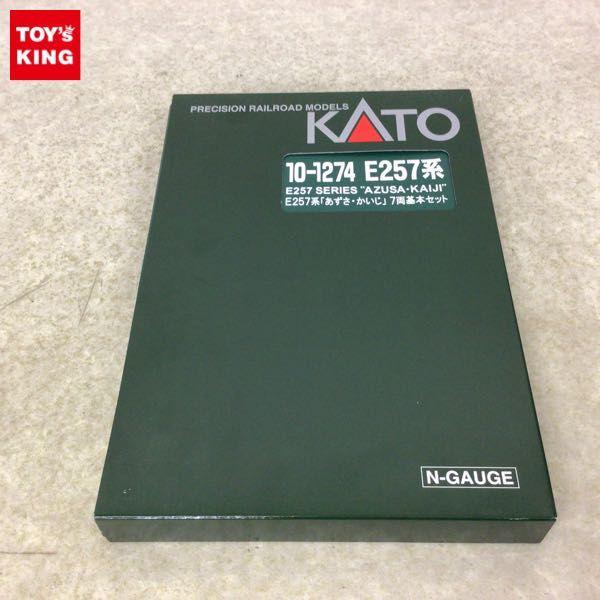 TOY'S
KING
PRECISION RAILROAD MODELS
KATO
10-1274 E257系
E257 SERIES "AZUSA・KAIJI"
E257系「あずさ・かいじ」7両基本セット
N-GAUGE